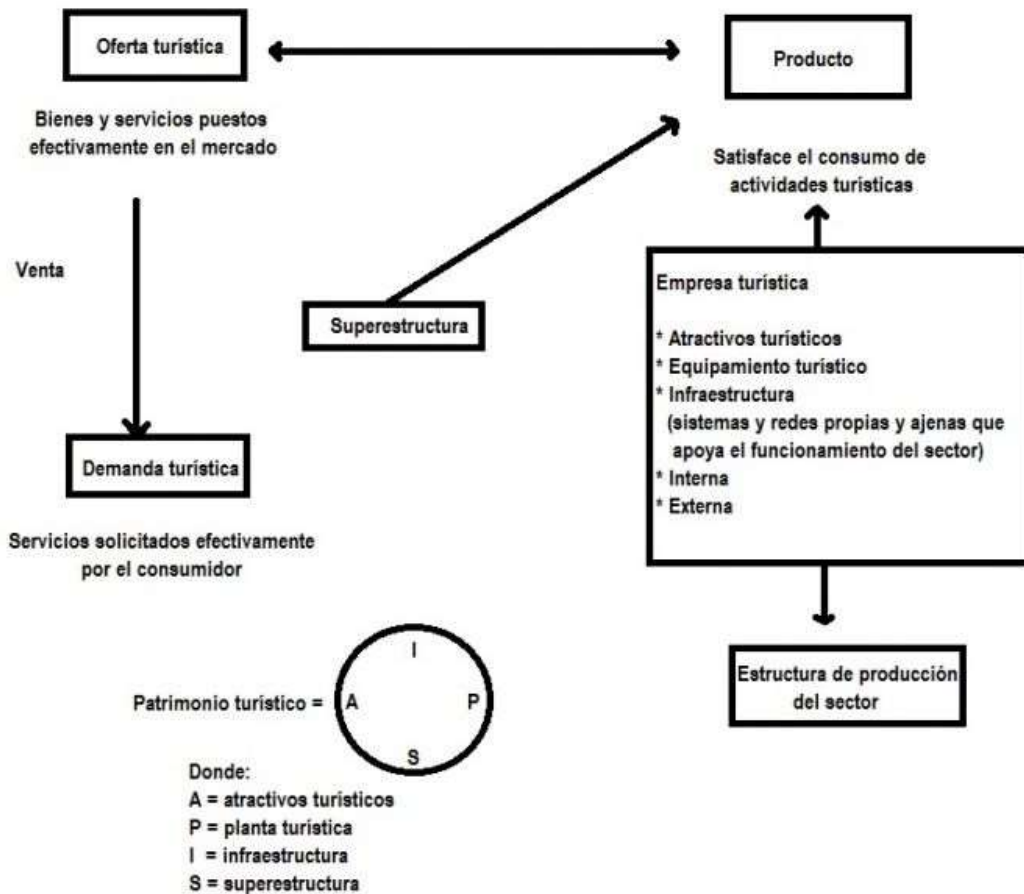 Oferta turística
Bienes y servicios puestos
efectivamente en el mercado
Venta
Demanda turística
Servicios solicitados efectivamente
por el consumidor
Superestructura
Producto
Satisface el consumo de
actividades turísticas
Empresa turística
* Atractivos turísticos
* Equipamiento turístico
* Infraestructura
(sistemas y redes propias y ajenas que
apoya el funcionamiento del sector)
* Interna
* Externa
Estructura de producción
del sector
I
Patrimonio turístico = A P
S
Donde:
A = atractivos turísticos
P = planta turística
I = infraestructura
S = superestructura